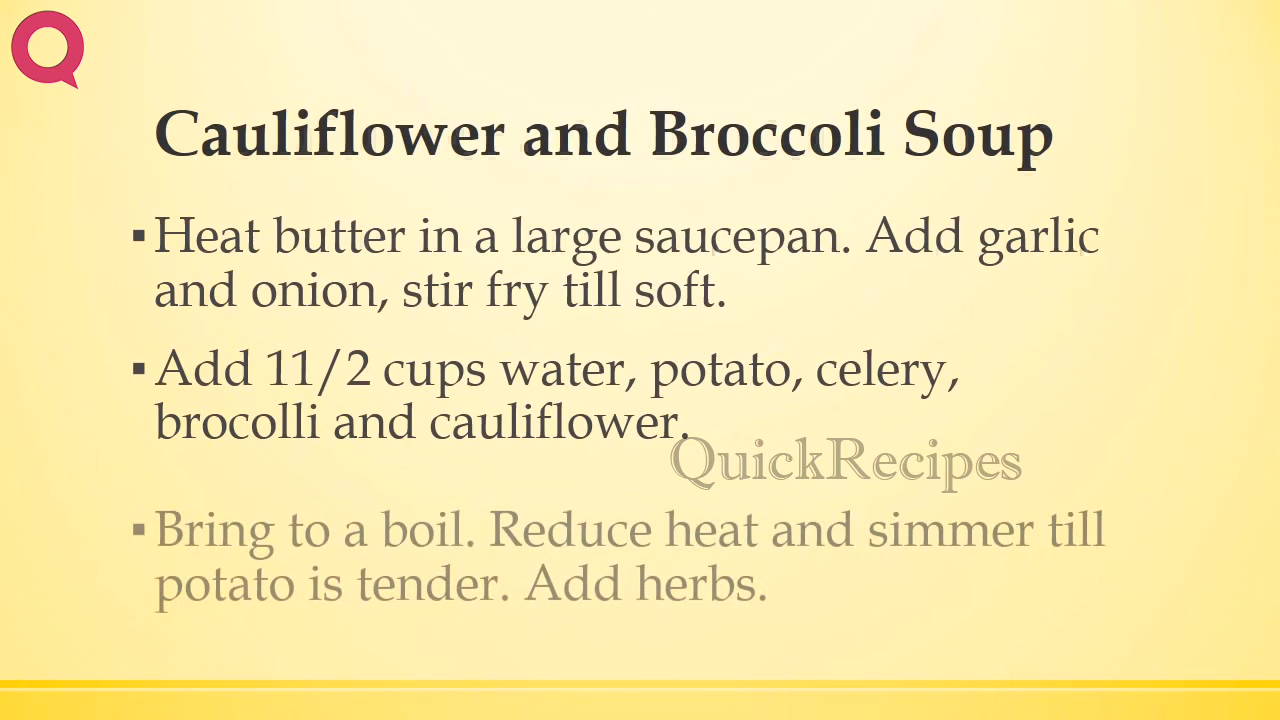 Cauliflower and Broccoli Soup
▪Heat butter in a large saucepan. Add garlic
and onion, stir fry till soft.
▪Add 11/2 cups water, potato, celery,
brocolli and cauliflower.
QuickRecipes
▪Bring to a boil. Reduce heat and simmer till
potato is tender. Add herbs.